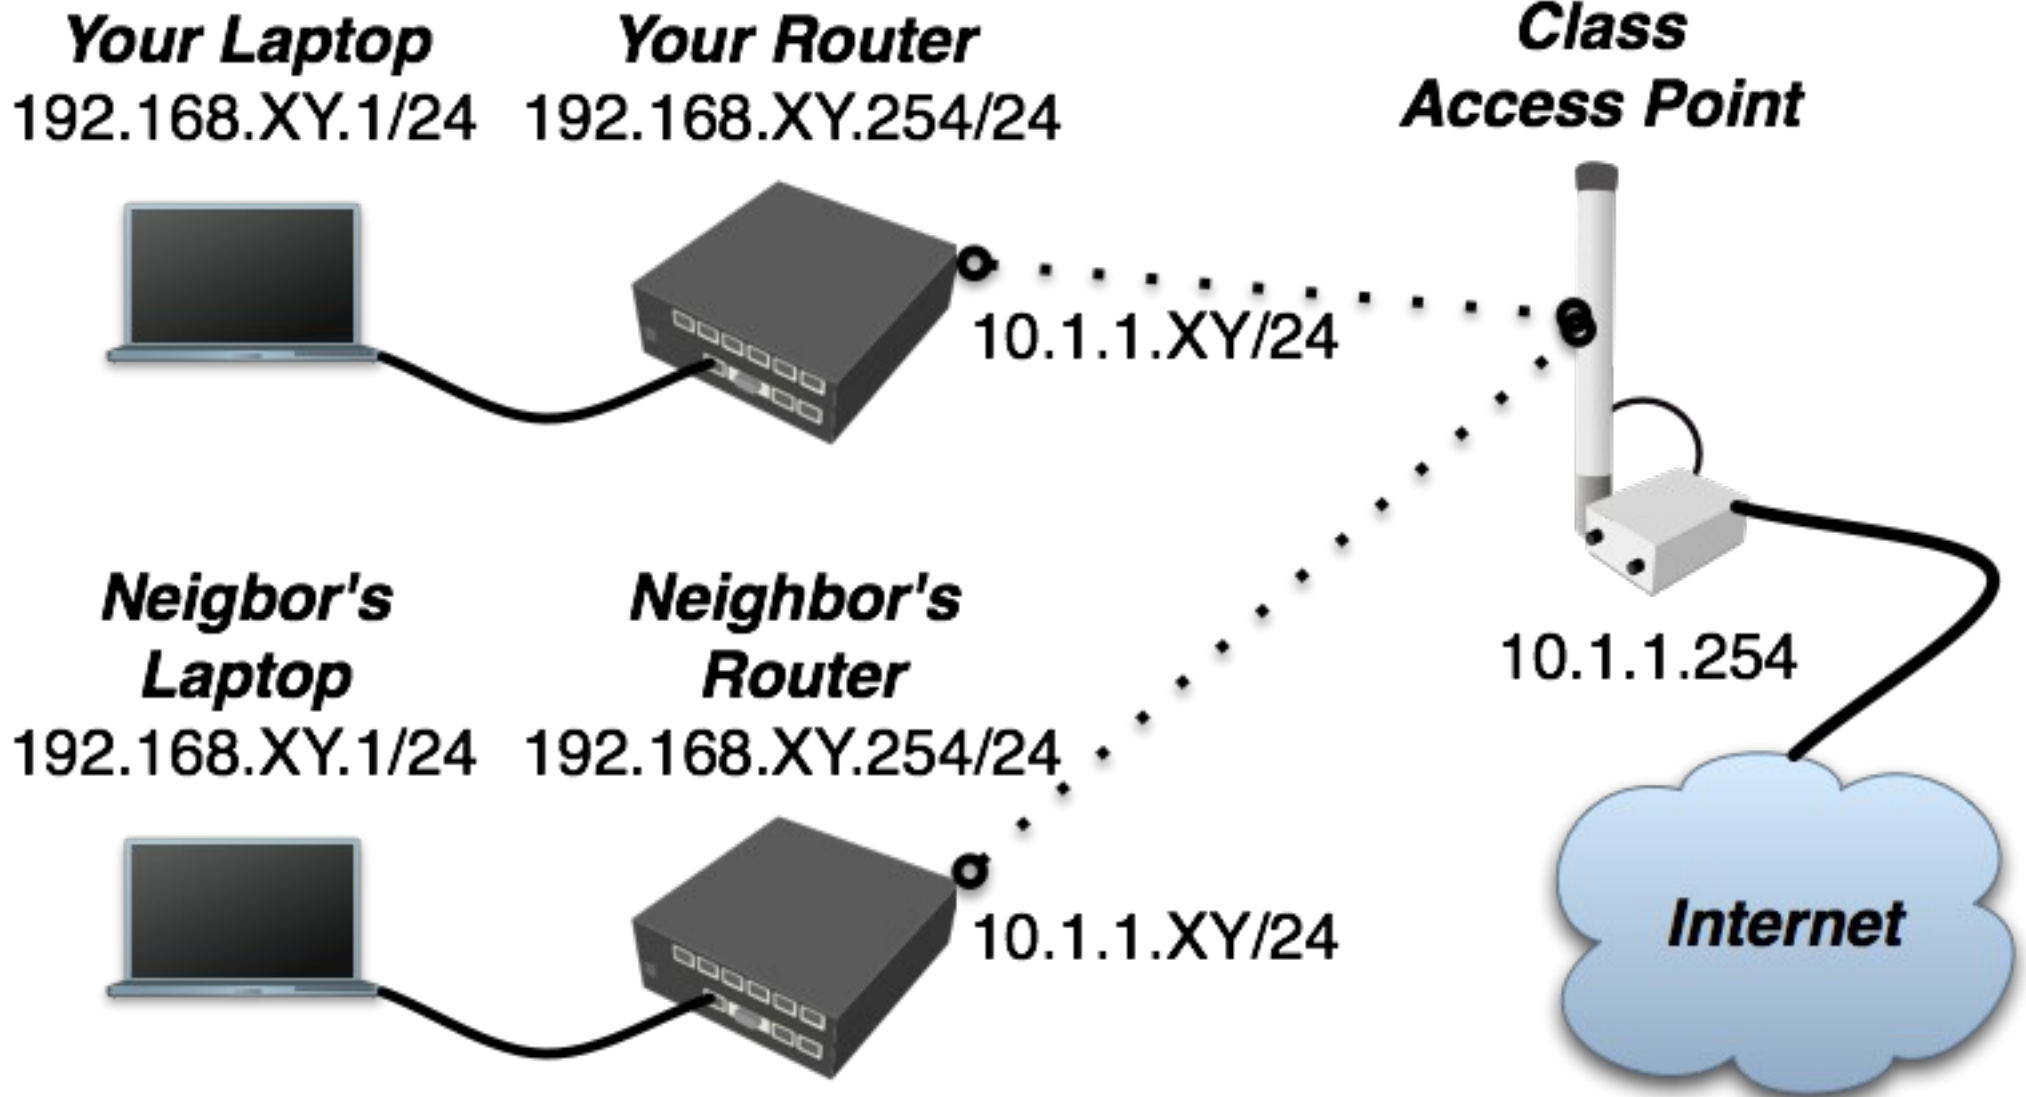 Your Laptop
192.168.XY.1/24
Your Router
192.168.XY.254/24
Class
Access Point
10.1.1.XY/24
10.1.1.254
Neigbor's
Laptop
192.168.XY.1/24
Neighbor's
Router
192.168.XY.254/24
10.1.1.XY/24
Internet